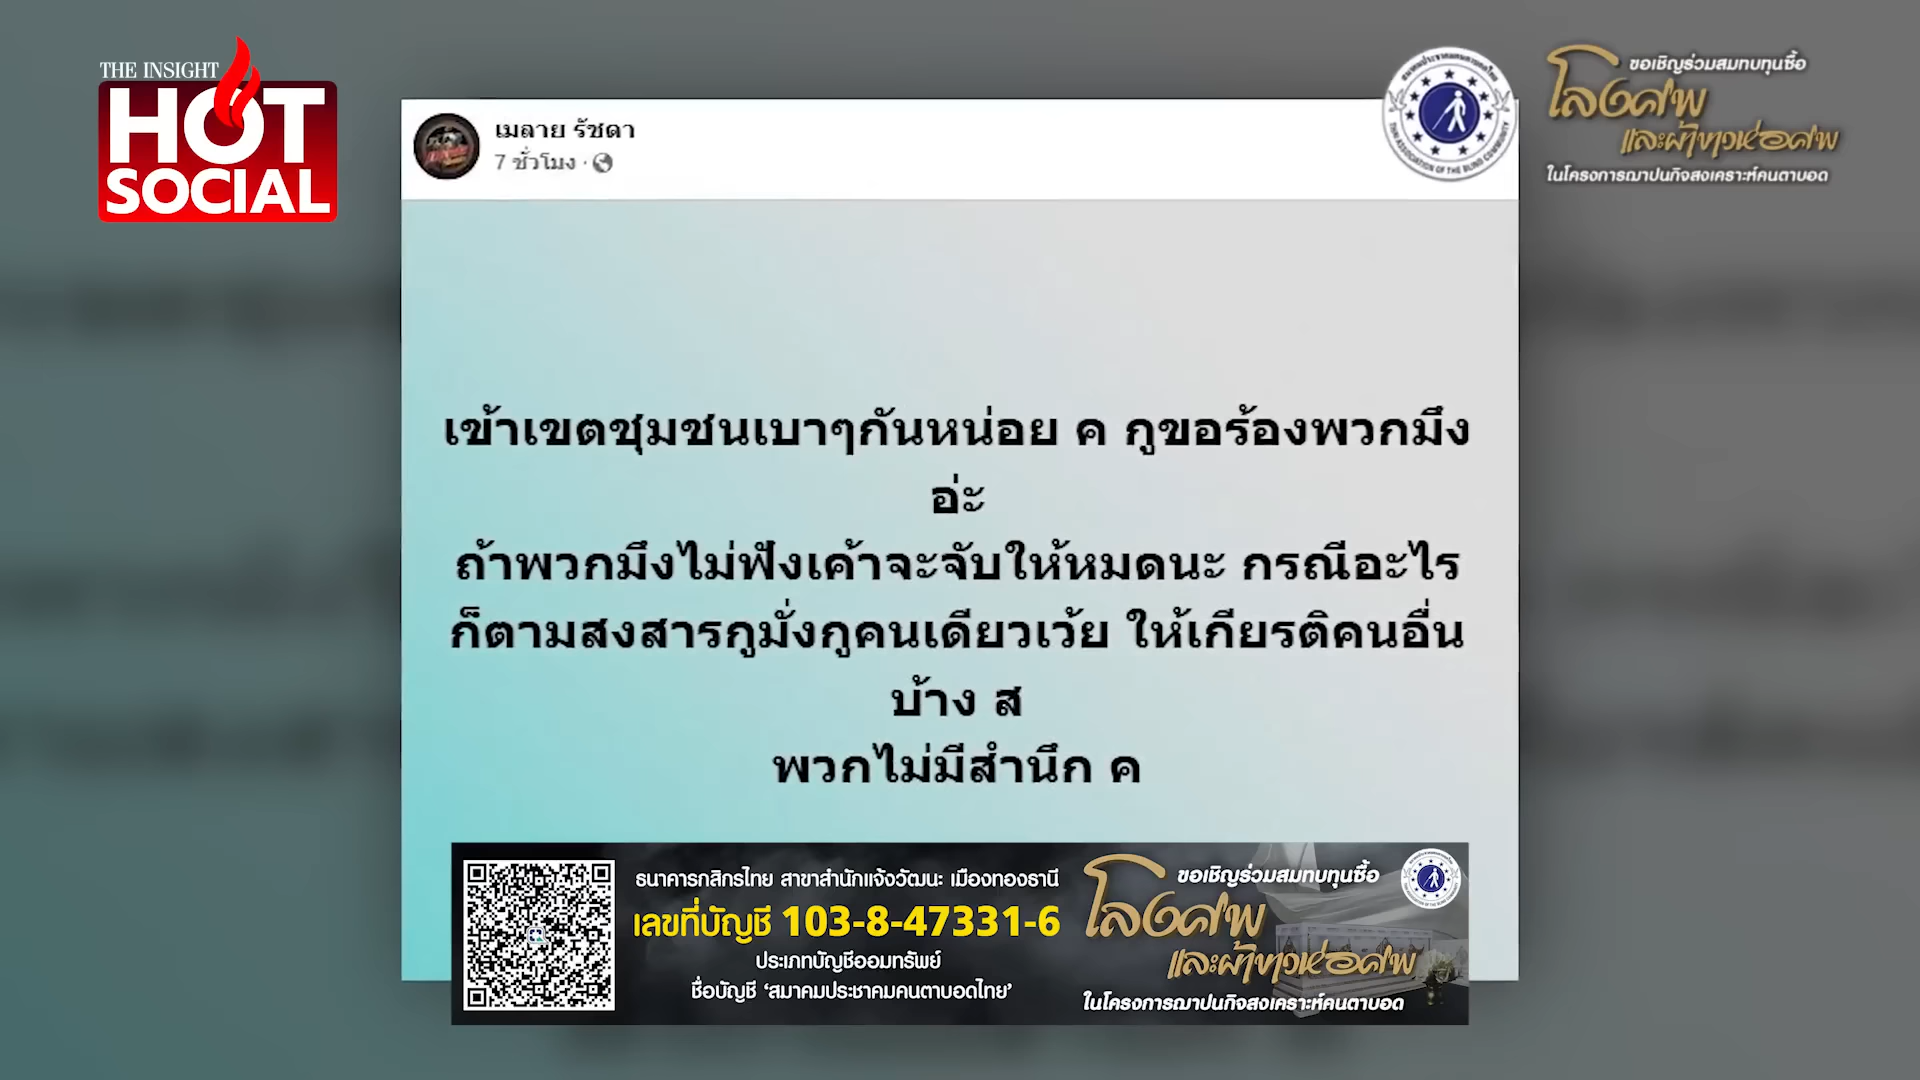 THE INSIGHT
HOT
SOCIAL
เมลาย รัชดา
7 ชั่วโมง ·
THAI ASSOCIATION OF THE BLIND COMMUNITY
ขอเชิญร่วมสมทบทุนซื้อ
โลงศพ
และผ้าขาวห่อศพ
ในโครงการฌาปนกิจสงเคราะห์คนตาบอด
เข้าเขตชุมชนเบาๆกันหน่อย ค กูขอร้องพวกมึง
อ่ะ
ถ้าพวกมึงไม่ฟังเค้าจะจับให้หมดนะ กรณีอะไร
ก็ตามสงสารกูมั่งกูคนเดียวเว้ย ให้เกียรติคนอื่น
บ้าง ส
พวกไม่มีสำนึก ค
ธนาคารกสิกรไทย สาขาสำนักแจ้งวัฒนะ เมืองทองธานี
เลขที่บัญชี 103-8-47331-6
ประเภทบัญชีออมทรัพย์
ชื่อบัญชี ‘สมาคมประชาคมคนตาบอดไทย’
ขอเชิญร่วมสมทบทุนซื้อ
โลงศพ
และผ้าขาวห่อศพ
ในโครงการฌาปนกิจสงเคราะห์คนตาบอด